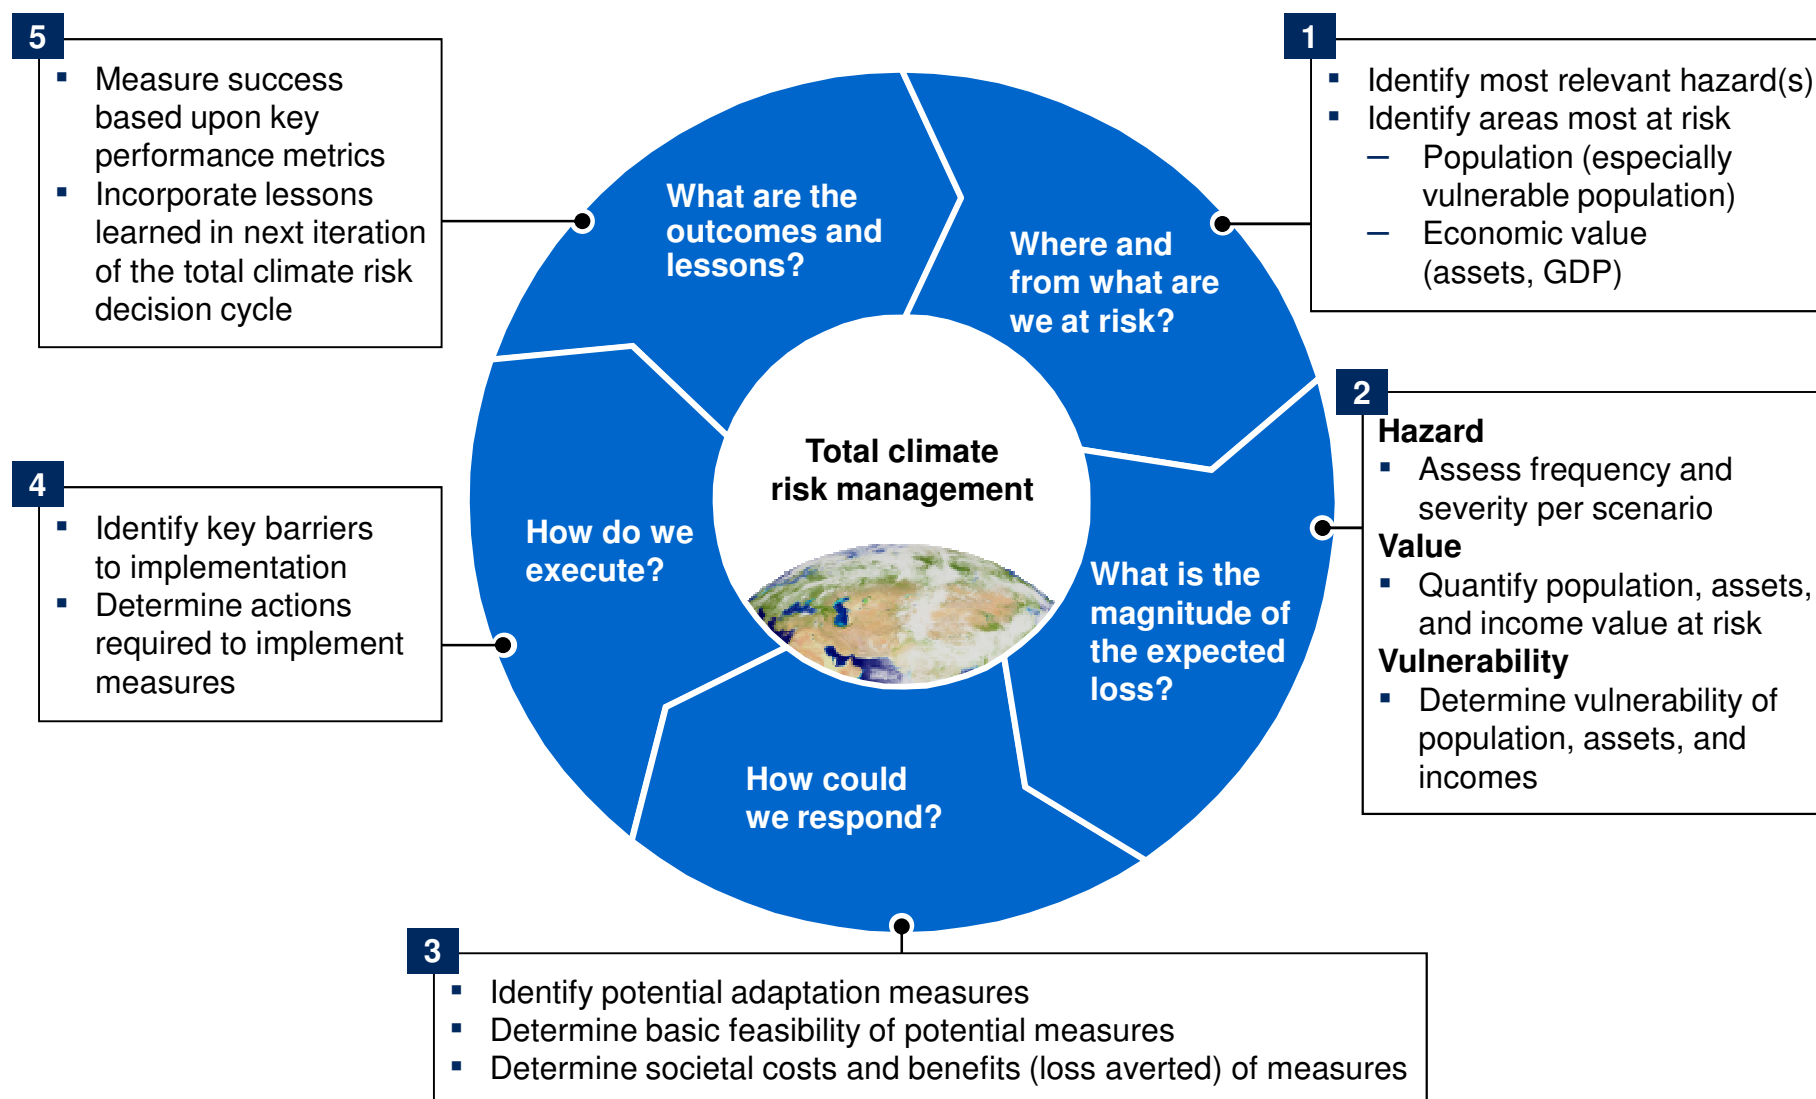 1
Identify most relevant hazard(s)
Identify areas most at risk
– Population (especially
vulnerable population)
– Economic value
(assets, GDP)
2
Hazard
Assess frequency and
severity per scenario
Value
Quantify population, assets,
and income value at risk
Vulnerability
Determine vulnerability of
population, assets, and
incomes
3
Identify potential adaptation measures
Determine basic feasibility of potential measures
Determine societal costs and benefits (loss averted) of measures
4
Identify key barriers
to implementation
Determine actions
required to implement
measures
5
Measure success
based upon key
performance metrics
Incorporate lessons
learned in next iteration
of the total climate risk
decision cycle
Where and
from what are
we at risk?
What is the
magnitude of
the expected
loss?
How could
we respond?
How do we
execute?
What are the
outcomes and
lessons?
Total climate
risk management